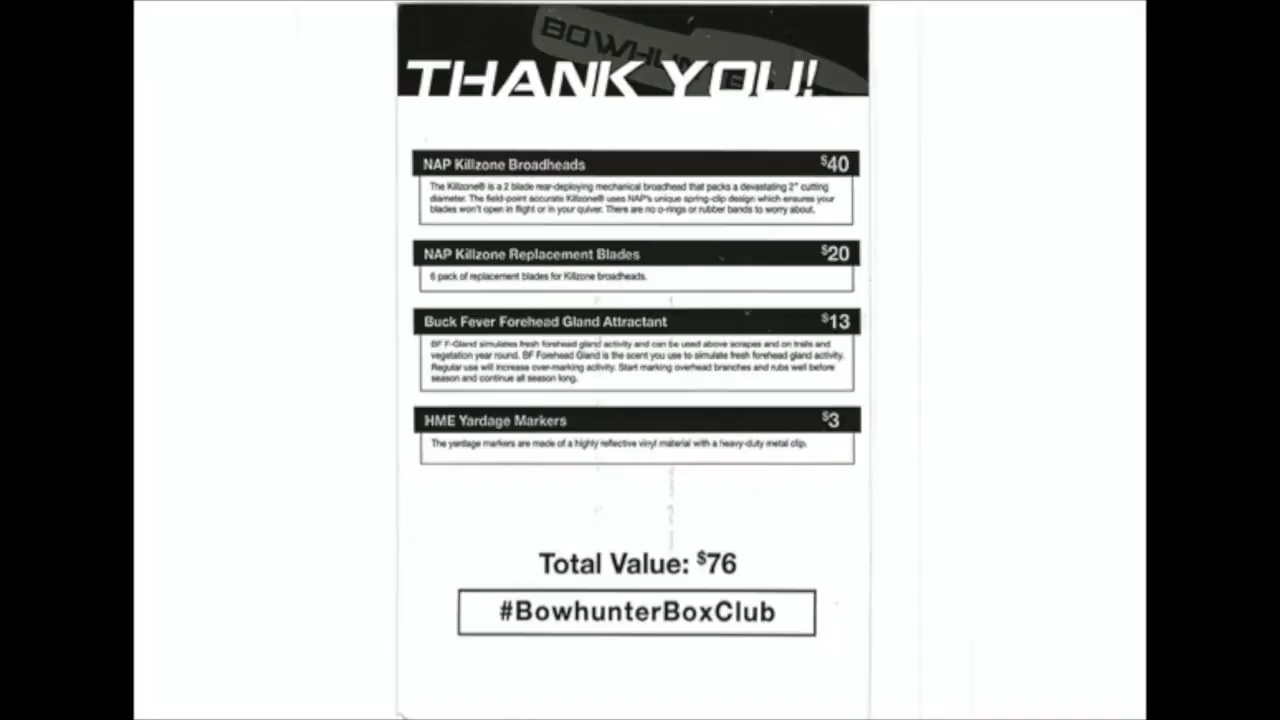 BOWHUNTER
THANK YOU!
NAP Killzone Broadheads $40
The Killzone® is a 2 blade rear-deploying mechanical broadhead that packs a devastating 2" cutting
diameter. The field-point accurate Killzone® uses NAP's unique spring-clip design which ensures your
blades won't open in flight or in your quiver. There are no o-rings or rubber bands to worry about.
NAP Killzone Replacement Blades $20
6 pack of replacement blades for Killzone broadheads.
Buck Fever Forehead Gland Attractant $13
BF F-Gland simulates fresh forehead gland activity and can be used above scrapes and on trails and
vegetation year round. BF Forehead Gland is the scent you use to simulate fresh forehead gland activity.
Regular use will increase over-marking activity. Start marking overhead branches and rubs well before
season and continue all season long.
HME Yardage Markers $3
The yardage markers are made of a highly reflective vinyl material with a heavy-duty metal clip.
Total Value: $76
#BowhunterBoxClub